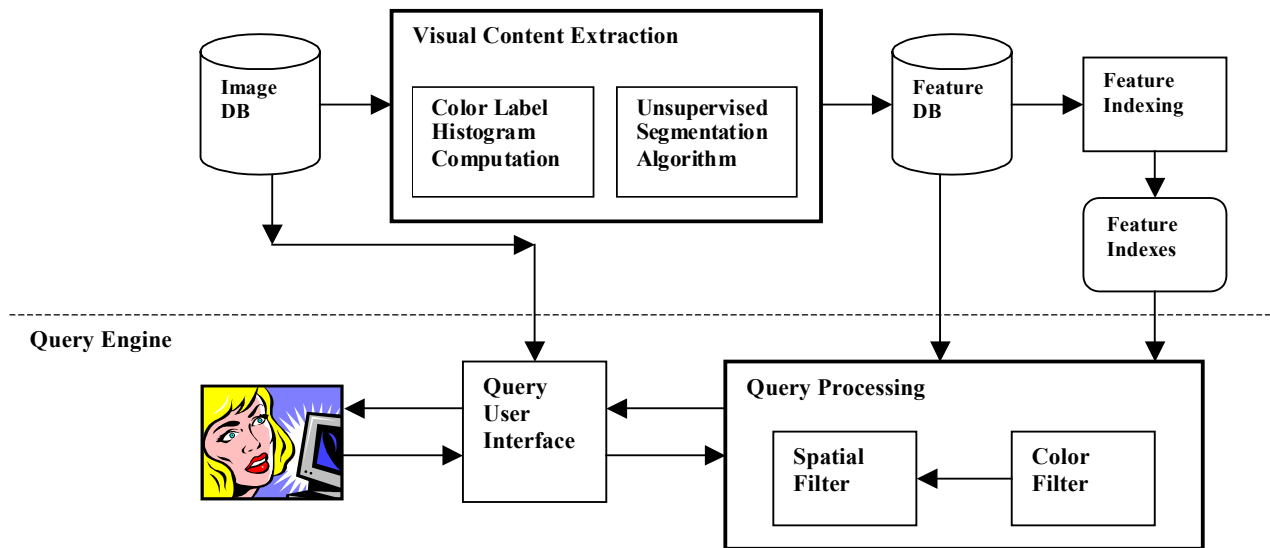 Visual Content Extraction
Image
DB
Color Label
Histogram
Computation
Unsupervised
Segmentation
Algorithm
Feature
DB
Feature
Indexing
Feature
Indexes
Query Engine
Query
User
Interface
Query Processing
Spatial
Filter
Color
Filter